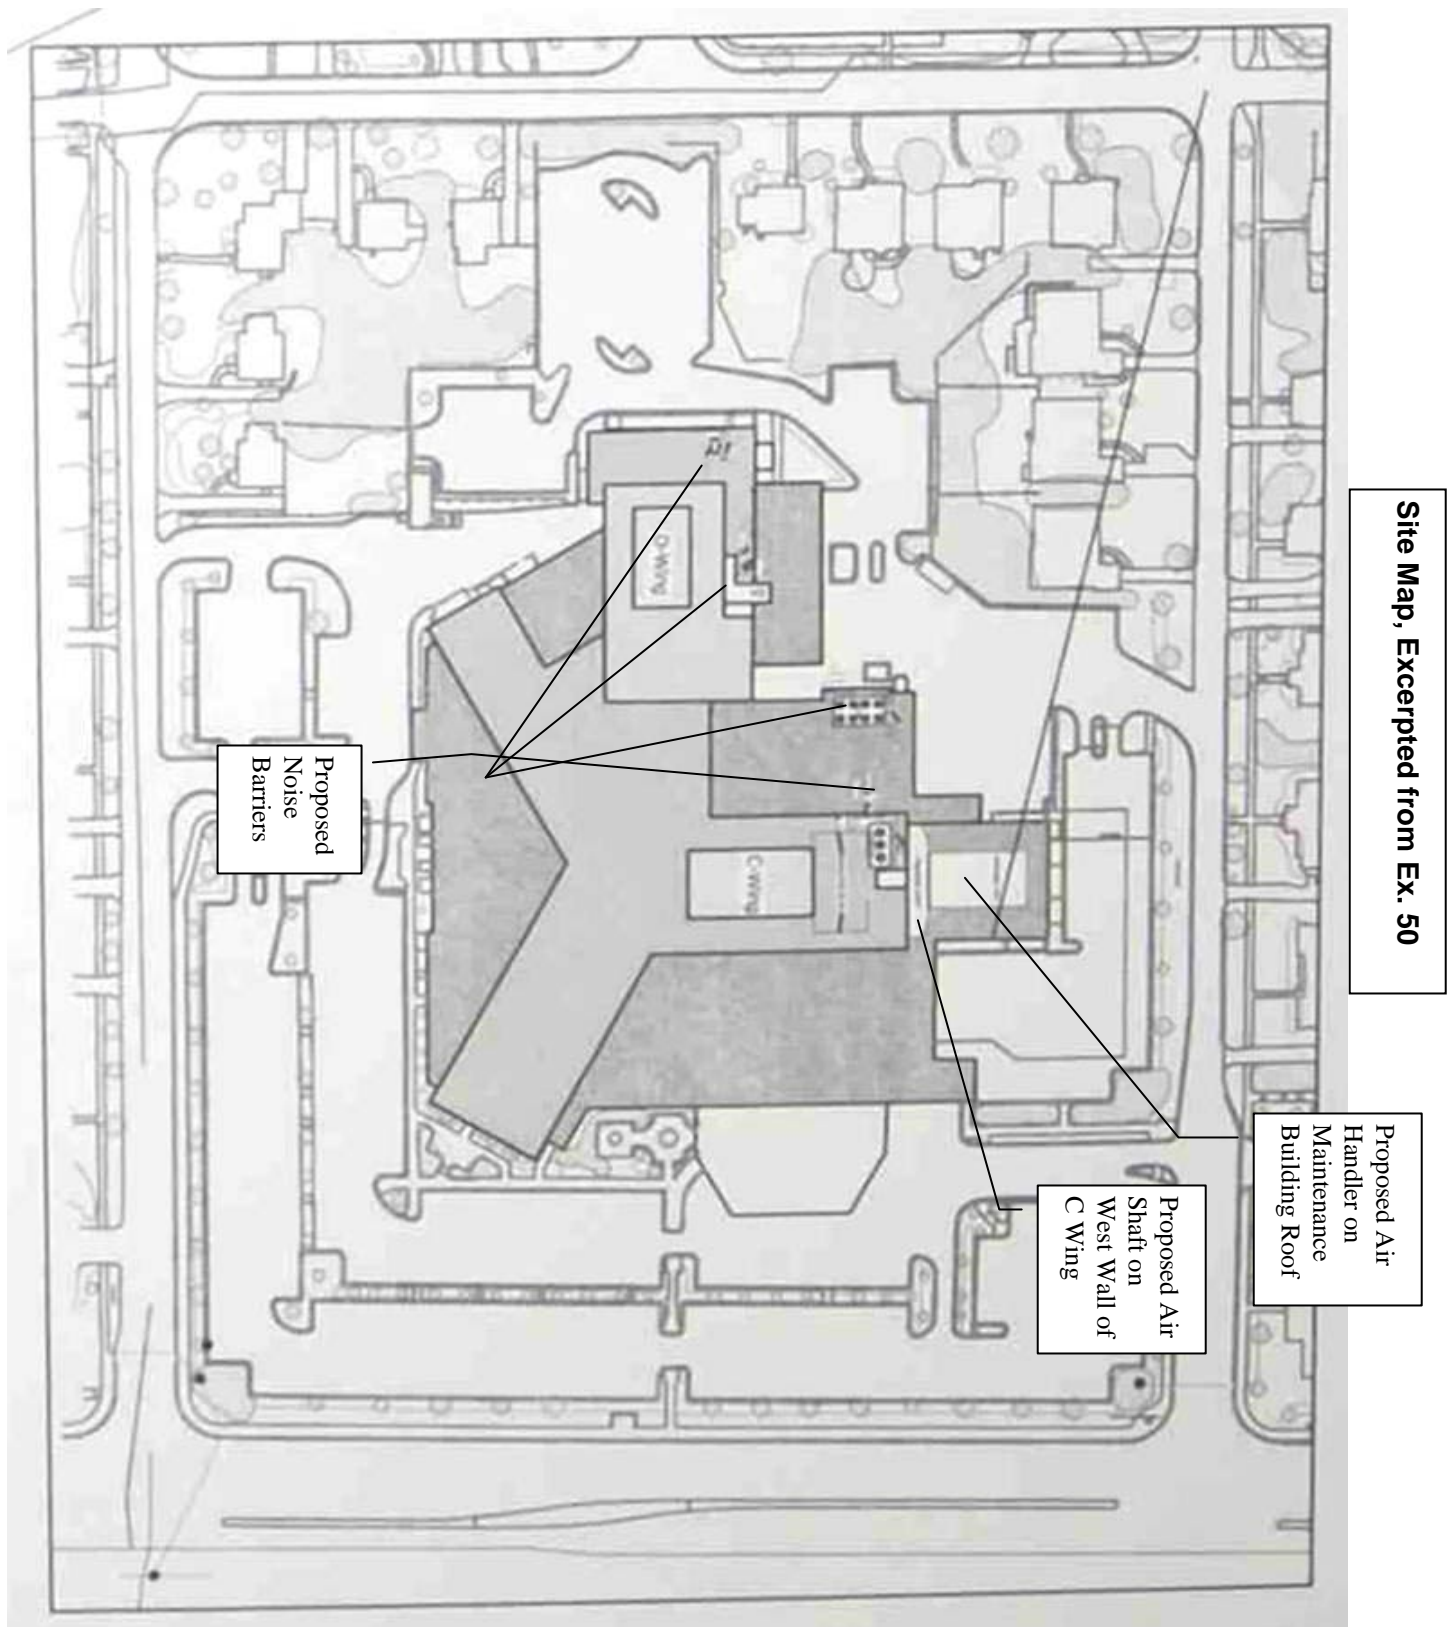 Site Map, Excerpted from Ex. 50
Proposed Air
Handler on
Maintenance
Building Roof
Proposed Air
Shaft on
West Wall of
C Wing
Proposed
Noise
Barriers
D-Wing
C-Wing